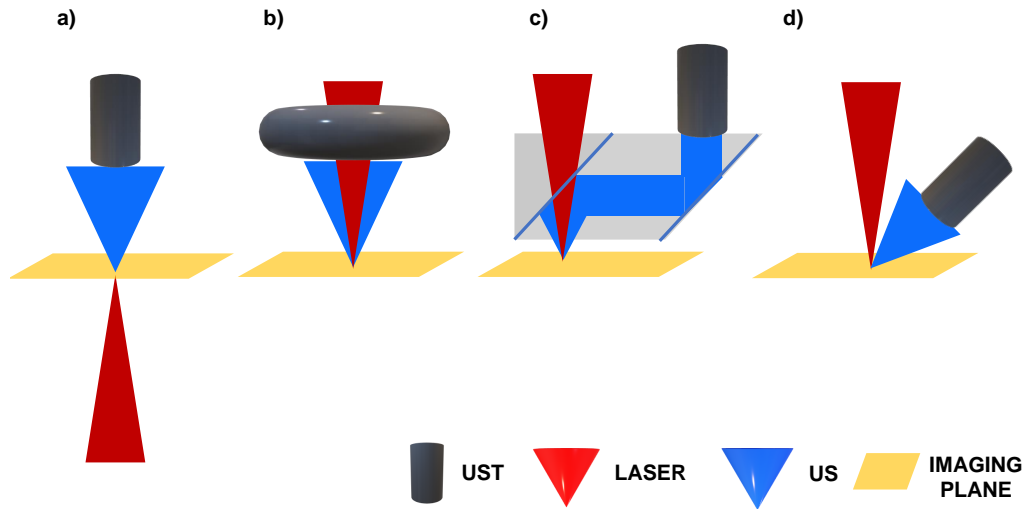 a)
b)
c)
d)
UST
LASER
US
IMAGING
PLANE